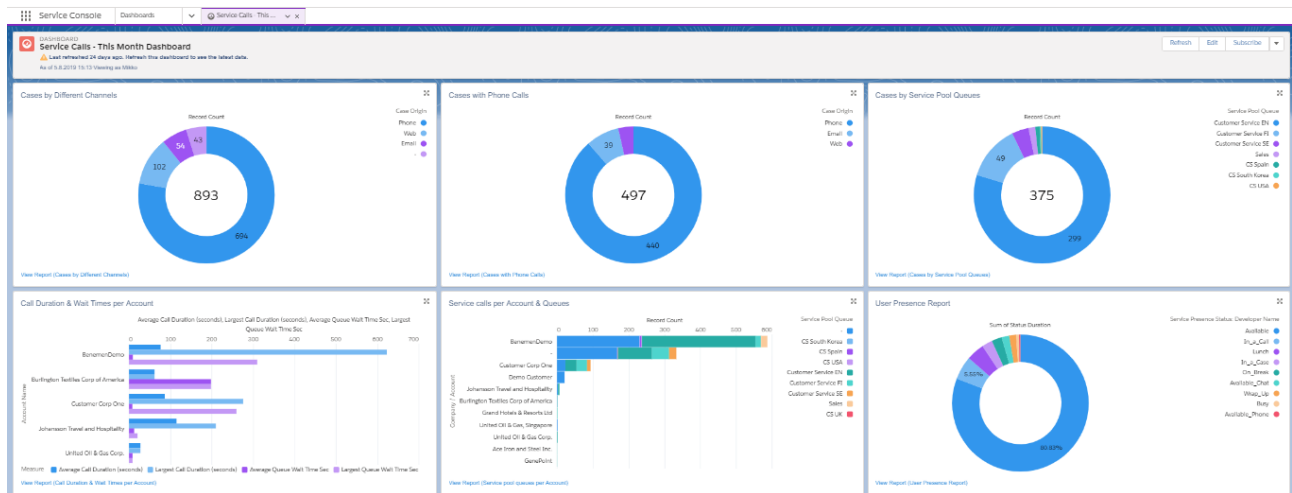 Service Console
Dashboards
Service Calls - This ...
DASHBOARD
Service Calls - This Month Dashboard
Last refreshed 24 days ago. Refresh this dashboard to see the latest data.
As of 5.8.2019 15:13 Viewing as Mikko
Refresh
Edit
Subscribe
Cases by Different Channels
Record Count
893
694
102
54
43
Case Origin
Phone
Web
Email
-
View Report (Cases by Different Channels)
Cases with Phone Calls
Record Count
497
440
39
Case Origin
Phone
Email
Web
View Report (Cases with Phone Calls)
Cases by Service Pool Queues
Record Count
375
299
49
Service Pool Queue
Customer Service EN
Customer Service FI
Customer Service SE
Sales
CS Spain
CS South Korea
CS USA
View Report (Cases by Service Pool Queues)
Call Duration & Wait Times per Account
Average Call Duration (seconds), Largest Call Duration (seconds), Average Queue Wait Time Sec, Largest
Queue Wait Time Sec
0 100 200 300 400 500 600 700
Account Name
BenemenDemo
Burlington Textiles Corp of America
Customer Corp One
Johansson Travel and Hospitality
United Oil & Gas Corp.
Measure
Average Call Duration (seconds)
Largest Call Duration (seconds)
Average Queue Wait Time Sec
Largest Queue Wait Time Sec
View Report (Call Duration & Wait Times per Account)
Service calls per Account & Queues
Record Count
0 100 200 300 400 500 600
Company / Account
BenemenDemo
-
Customer Corp One
Demo Customer
Johansson Travel and Hospitality
Burlington Textiles Corp of America
Grand Hotels & Resorts Ltd
United Oil & Gas, Singapore
United Oil & Gas Corp.
Ace Iron and Steel Inc.
GenePoint
Service Pool Queue
-
CS South Korea
CS Spain
CS USA
Customer Service EN
Customer Service FI
Customer Service SE
Sales
CS UK
View Report (Service pool queues per Account)
User Presence Report
Sum of Status Duration
5.55%
Service Presence Status: Developer Name
Available
In_a_Call
Lunch
In_a_Case
On_Break
Available_Chat
Wrap_Up
Busy
Available_Phone
View Report (User Presence Report)